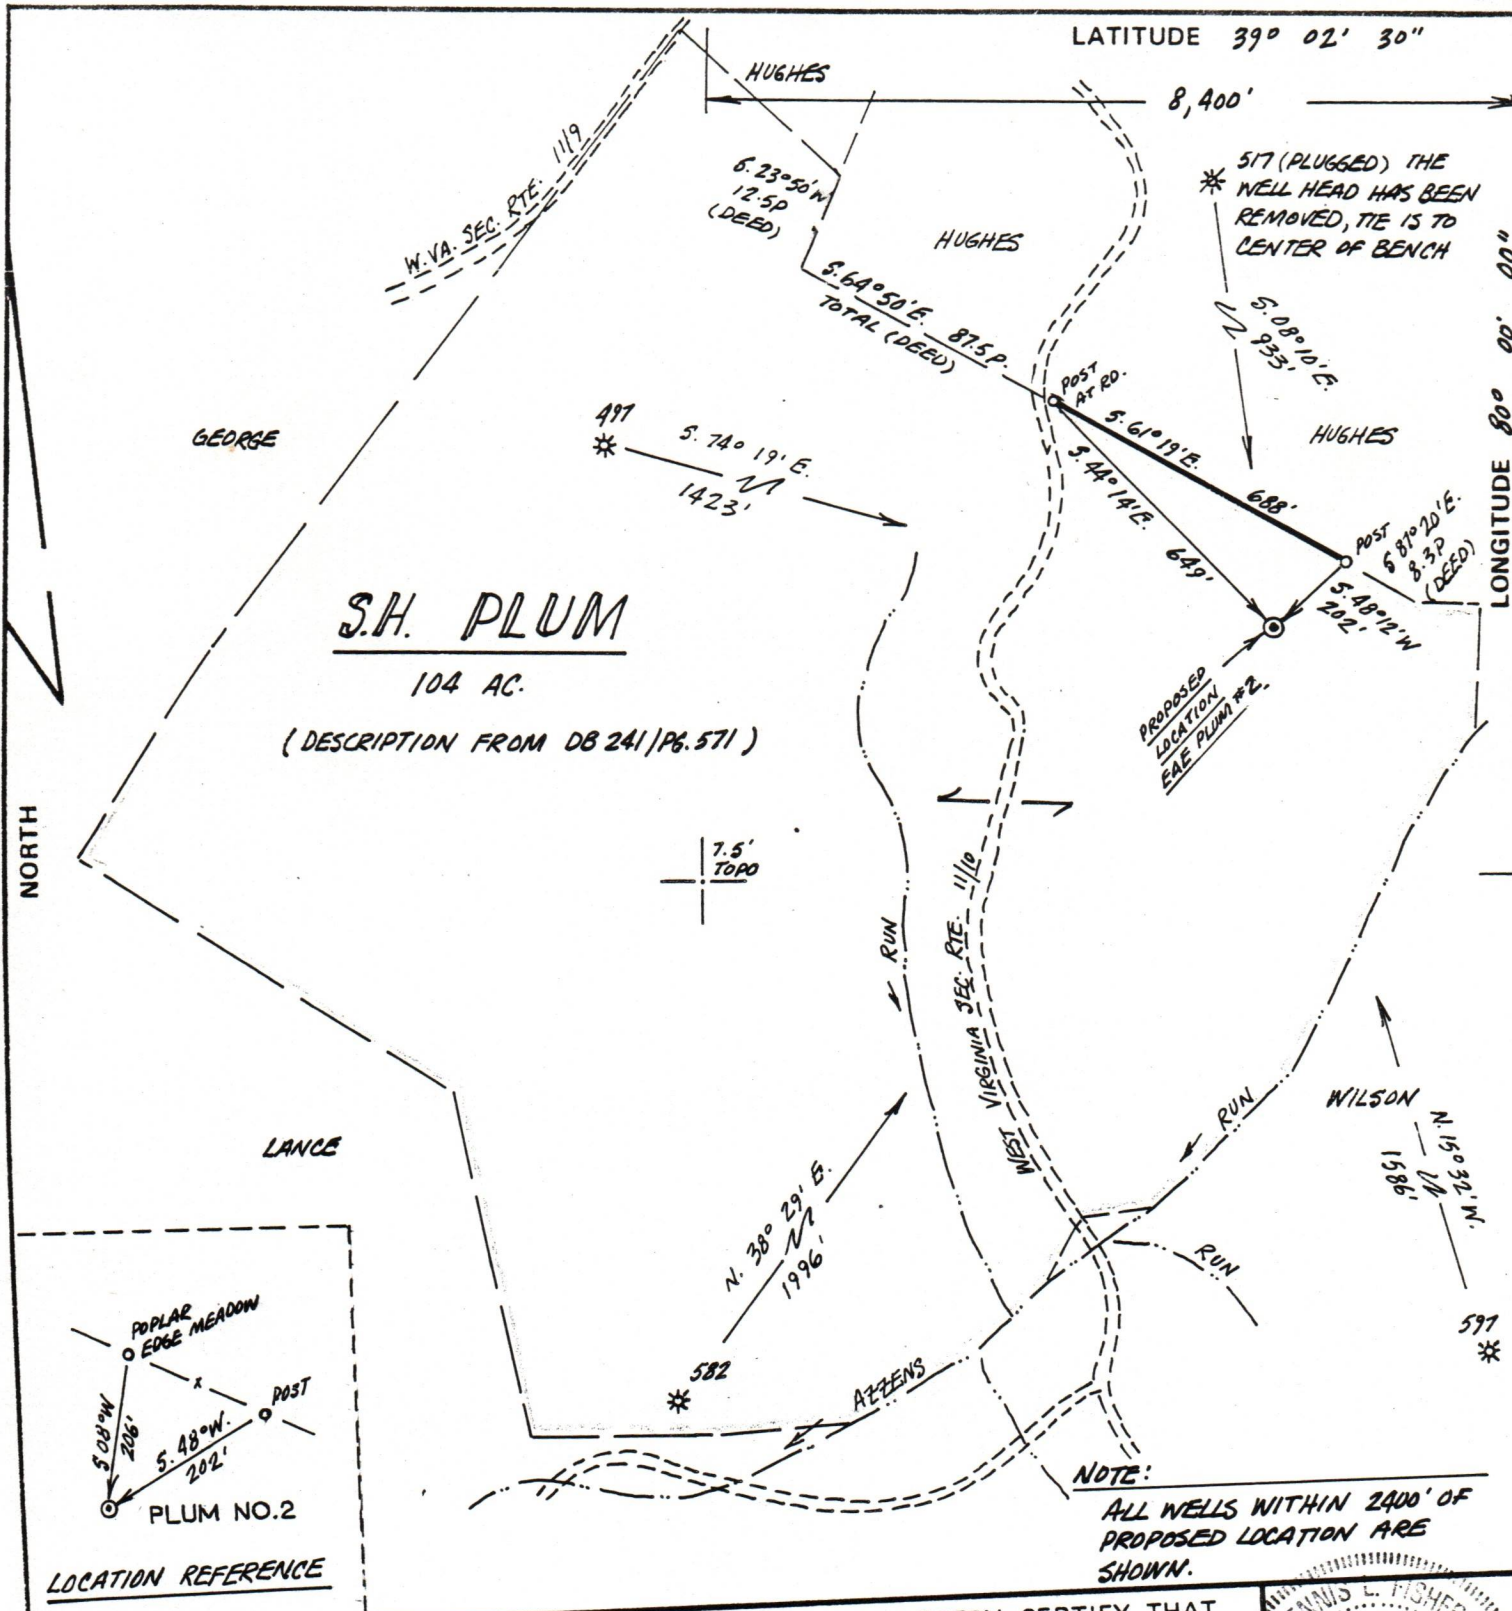 LATITUDE 39° 02' 30"
8,400'
HUGHES
W.VA. SEC. RTE. 11/9
S. 23°50'W
12.5P
(DEED)
HUGHES
517 (PLUGGED) THE
WELL HEAD HAS BEEN
REMOVED, TIE IS TO
CENTER OF BENCH
S. 08°10'E.
933'
LONGITUDE 80° 00' 00"
S. 64°50'E. 87.5P.
TOTAL (DEED)
POST
AT RD.
HUGHES
GEORGE
497
S. 74° 19' E.
1423'
S. 61°19'E. 688'
S. 44°14'E. 649'
POST
S 87°20'E.
8.3P
(DEED)
S. 48°12'W
202'
PROPOSED
LOCATION
EAE PLUM #2.
S.H. PLUM
104 AC.
(DESCRIPTION FROM DB 241/PG. 571)
NORTH
7.5'
TOPO
RUN
WEST VIRGINIA SEC. RTE. 11/10
RUN
WILSON
N. 15°32'W.
1586'
597
LANCE
N. 38° 29' E.
1996'
582
RUN
AZZENS
POPLAR
EDGE MEADOW
x
POST
S 08°W
206'
S. 48°W.
202'
PLUM NO.2
LOCATION REFERENCE
NOTE:
ALL WELLS WITHIN 2400' OF
PROPOSED LOCATION ARE
SHOWN.
CERTIFY THAT
L. FISHER